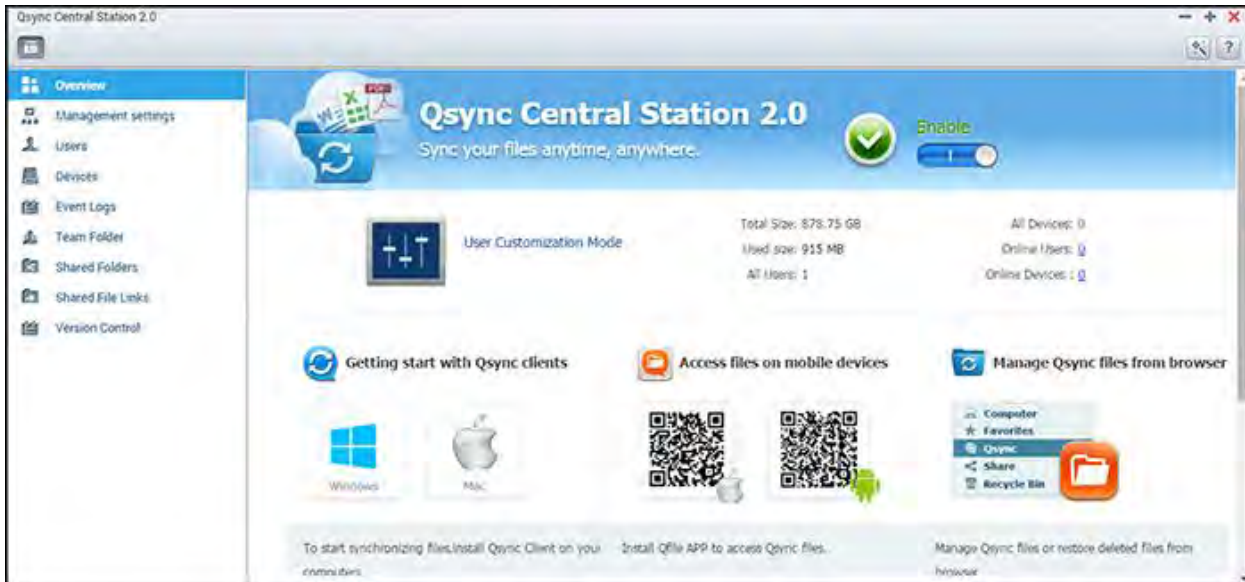 Qsync Central Station 2.0
Overview
Management settings
Users
Devices
Event Logs
Team Folder
Shared Folders
Shared File Links
Version Control
PDF
Qsync Central Station 2.0
Sync your files anytime, anywhere.
Enable
User Customization Mode
Total Size: 878.75 GB
Used size: 915 MB
All Users: 1
All Devices: 0
Online Users: 0
Online Devices : 0
Getting start with Qsync clients
Windows
Mac
To start synchronizing files,Install Qsync Client on your
computers.
Access files on mobile devices
Install Qfile APP to access Qsync files.
Manage Qsync files from browser
Computer
Favorites
Qsync
Share
Recycle Bin
Manage Qsync files or restore deleted files from
browser